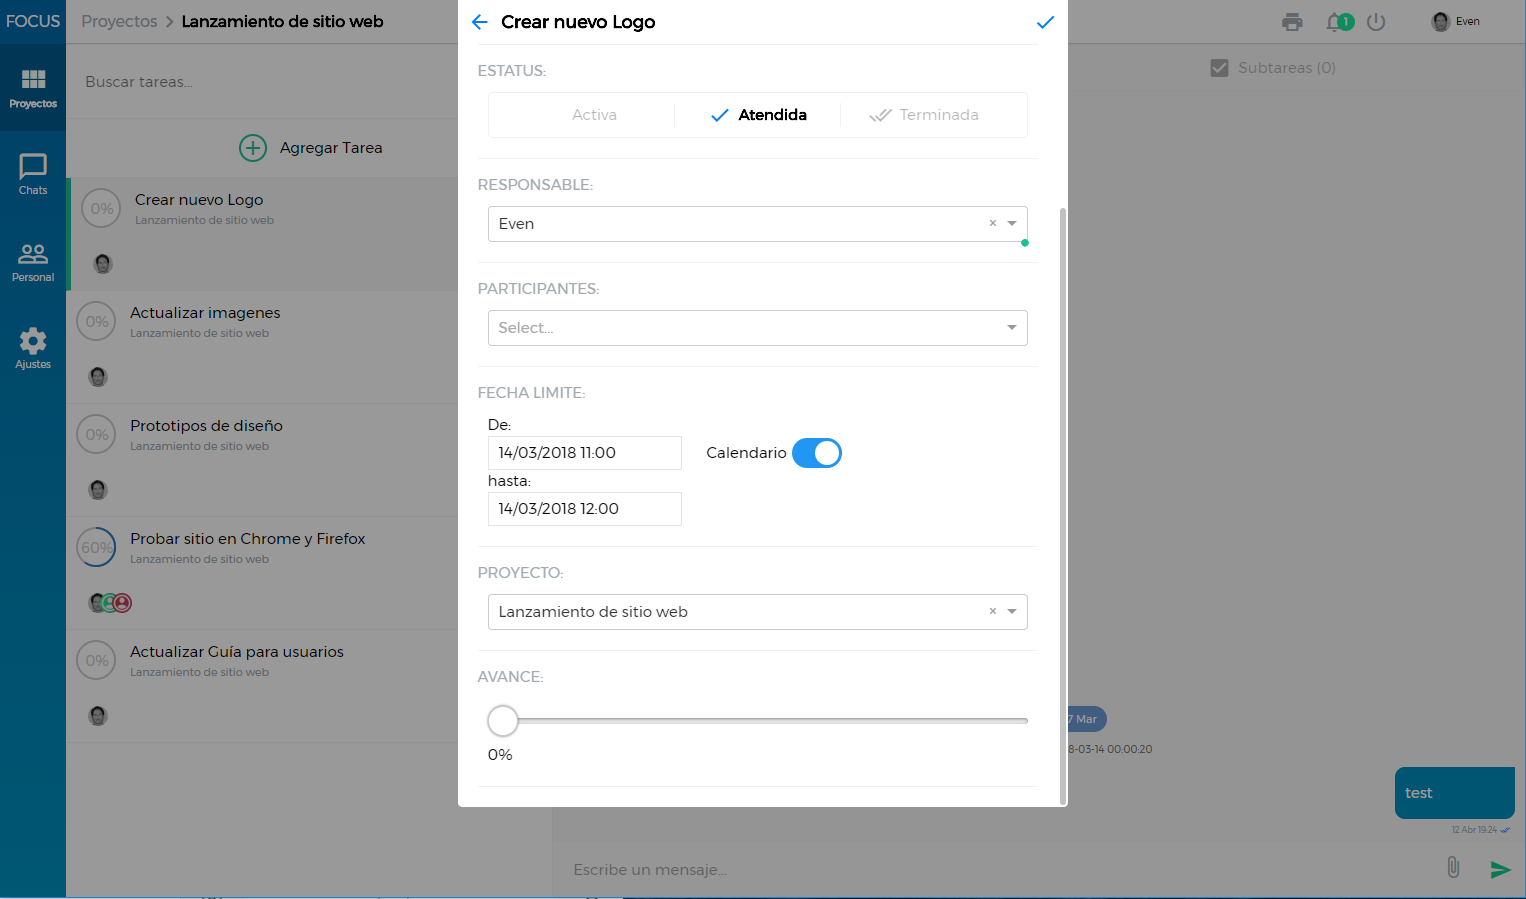 FOCUS
Proyectos
Chats
Personal
Ajustes
Proyectos > Lanzamiento de sitio web
1
Even
Buscar tareas...
Agregar Tarea
0%
Crear nuevo Logo
Lanzamiento de sitio web
0%
Actualizar imagenes
Lanzamiento de sitio web
0%
Prototipos de diseño
Lanzamiento de sitio web
60%
Probar sitio en Chrome y Firefox
Lanzamiento de sitio web
0%
Actualizar Guía para usuarios
Lanzamiento de sitio web
Crear nuevo Logo
ESTATUS:
Activa
Atendida
Terminada
RESPONSABLE:
Even
×
PARTICIPANTES:
Select...
FECHA LIMITE:
De:
14/03/2018 11:00
Calendario
hasta:
14/03/2018 12:00
PROYECTO:
Lanzamiento de sitio web
×
AVANCE:
0%
Subtareas (0)
7 Mar
8-03-14 00:00:20
test
12 Abr 19:24
Escribe un mensaje...